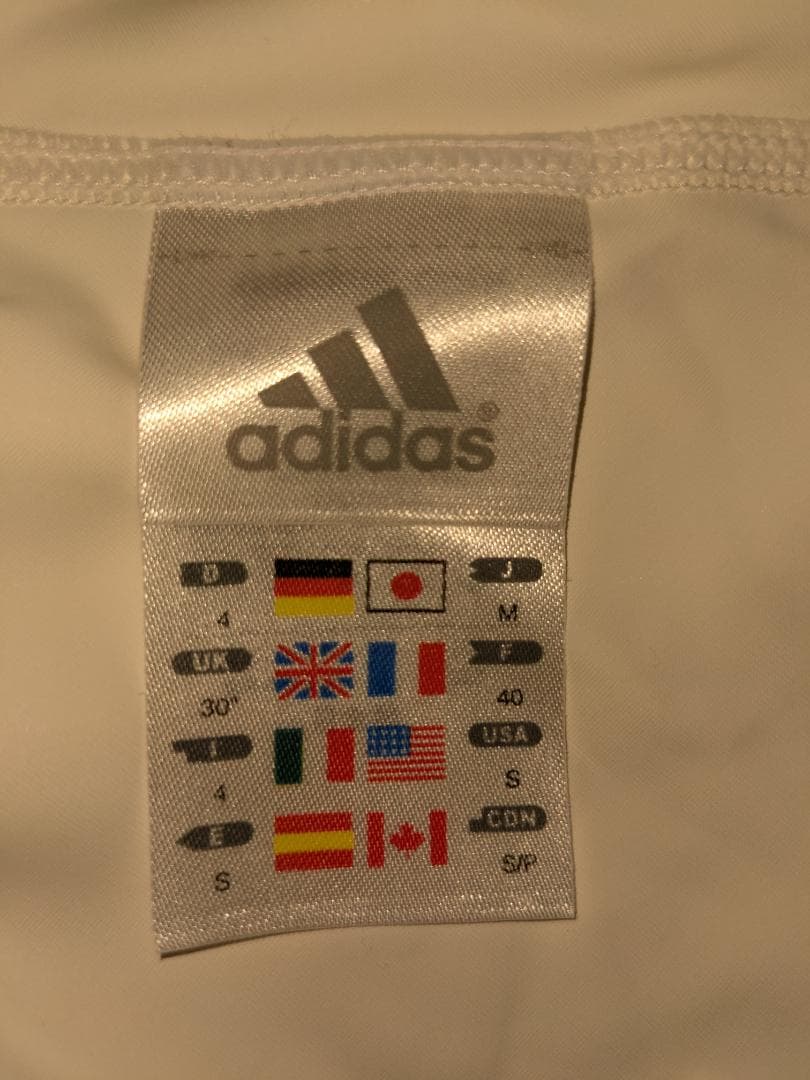 adidas®
D J
4 M
UK F
30" 40
I USA
4 S
E CDN
S S/P